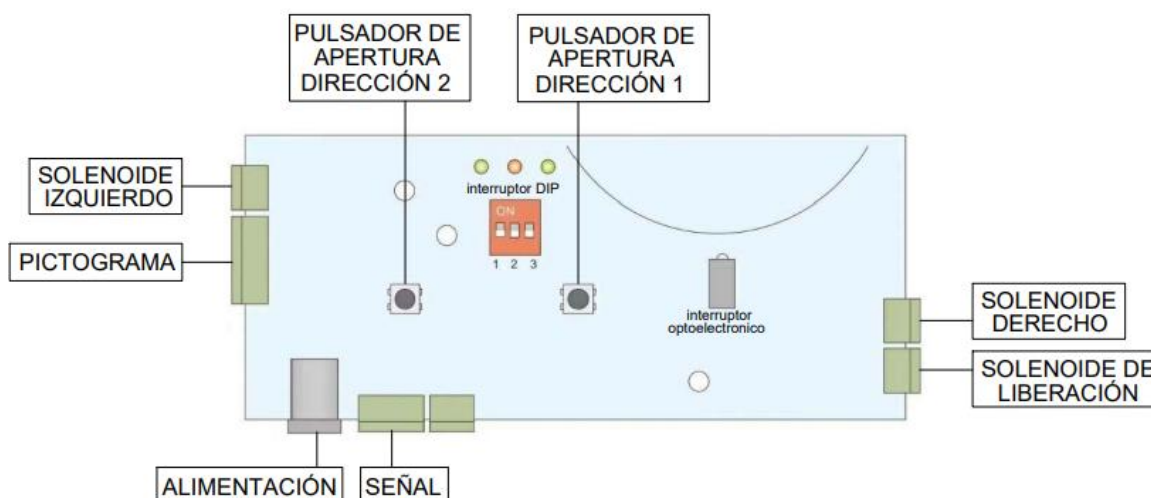 PULSADOR DE
APERTURA
DIRECCIÓN 2
PULSADOR DE
APERTURA
DIRECCIÓN 1
SOLENOIDE
IZQUIERDO
PICTOGRAMA
interruptor DIP
ON
1 2 3
interruptor
optoelectronico
SOLENOIDE
DERECHO
SOLENOIDE DE
LIBERACIÓN
ALIMENTACIÓN
SEÑAL